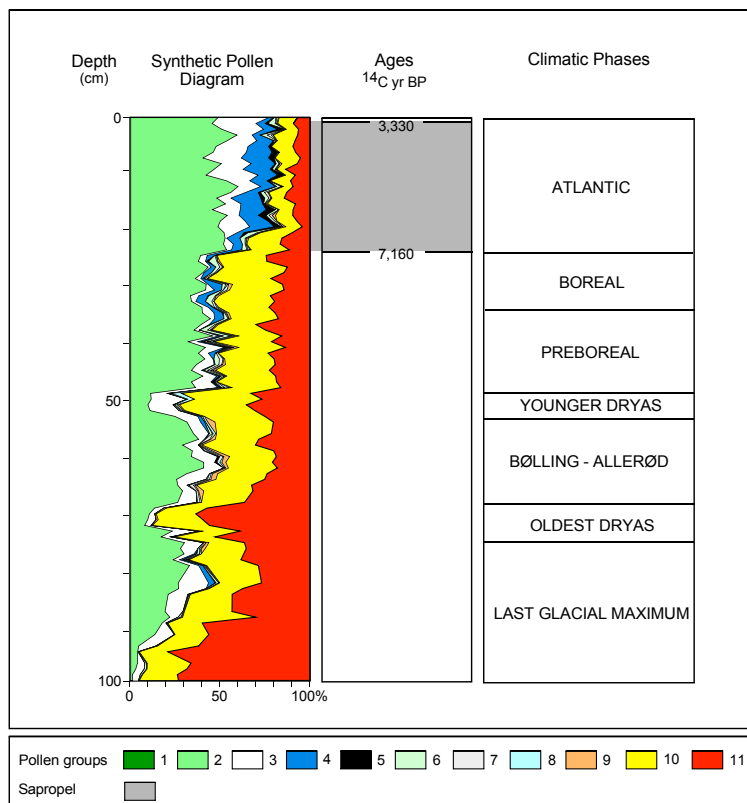 Depth
(cm)
Synthetic Pollen
Diagram
Ages
14C yr BP
Climatic Phases
0
50
100
0
50
100%
3,330
7,160
ATLANTIC
BOREAL
PREBOREAL
YOUNGER DRYAS
BØLLING - ALLERØD
OLDEST DRYAS
LAST GLACIAL MAXIMUM
Pollen groups 1 2 3 4 5 6 7 8 9 10 11
Sapropel